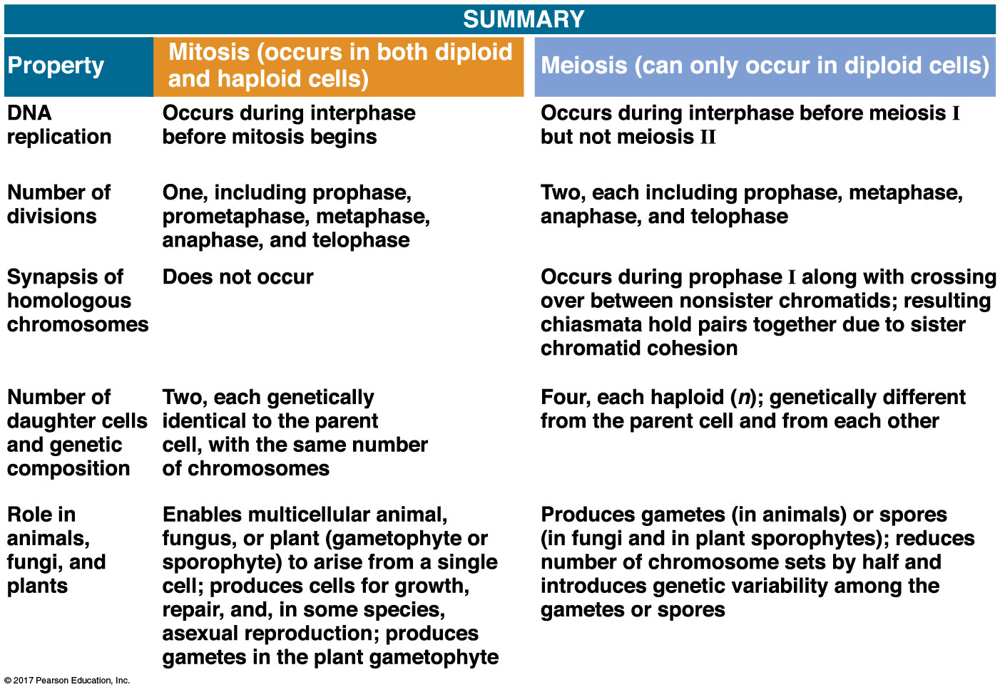 SUMMARY
Property
Mitosis (occurs in both diploid
and haploid cells)
Meiosis (can only occur in diploid cells)
DNA
replication
Occurs during interphase
before mitosis begins
Occurs during interphase before meiosis I
but not meiosis II
Number of
divisions
One, including prophase,
prometaphase, metaphase,
anaphase, and telophase
Two, each including prophase, metaphase,
anaphase, and telophase
Synapsis of
homologous
chromosomes
Does not occur
Occurs during prophase I along with crossing
over between nonsister chromatids; resulting
chiasmata hold pairs together due to sister
chromatid cohesion
Number of
daughter cells
and genetic
composition
Two, each genetically
identical to the parent
cell, with the same number
of chromosomes
Four, each haploid (n); genetically different
from the parent cell and from each other
Role in
animals,
fungi, and
plants
Enables multicellular animal,
fungus, or plant (gametophyte or
sporophyte) to arise from a single
cell; produces cells for growth,
repair, and, in some species,
asexual reproduction; produces
gametes in the plant gametophyte
Produces gametes (in animals) or spores
(in fungi and in plant sporophytes); reduces
number of chromosome sets by half and
introduces genetic variability among the
gametes or spores
© 2017 Pearson Education, Inc.